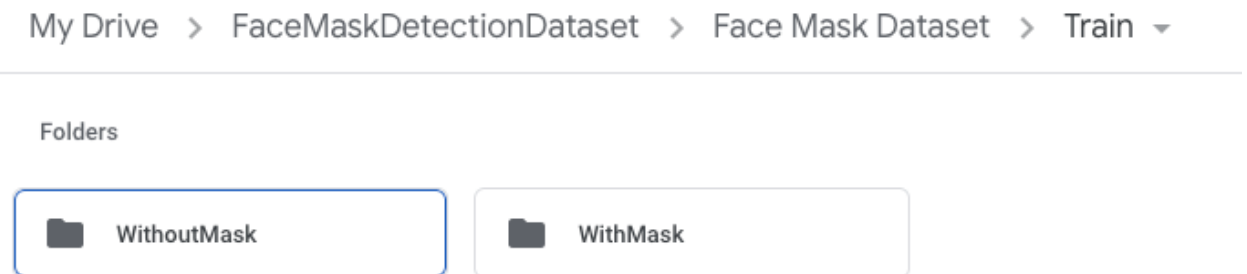 My Drive > FaceMaskDetectionDataset > Face Mask Dataset > Train
Folders
WithoutMask WithMask